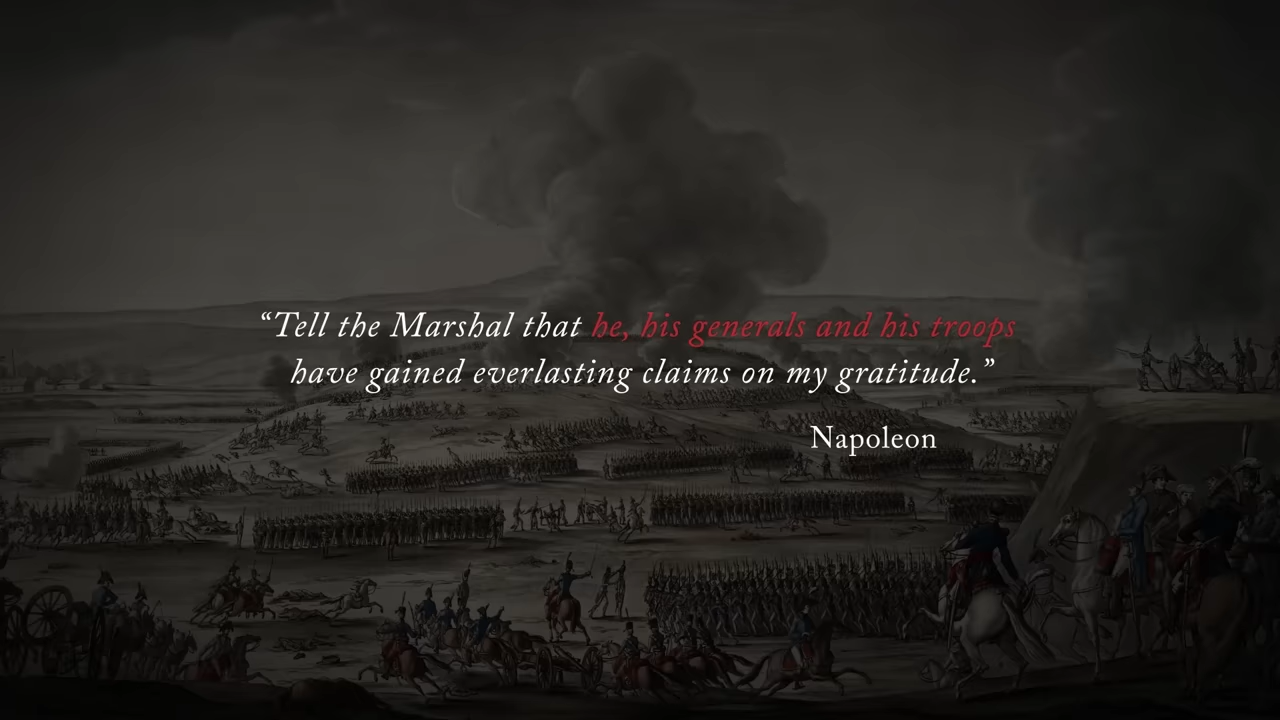 “Tell the Marshal that he, his generals and his troops
have gained everlasting claims on my gratitude.”
Napoleon